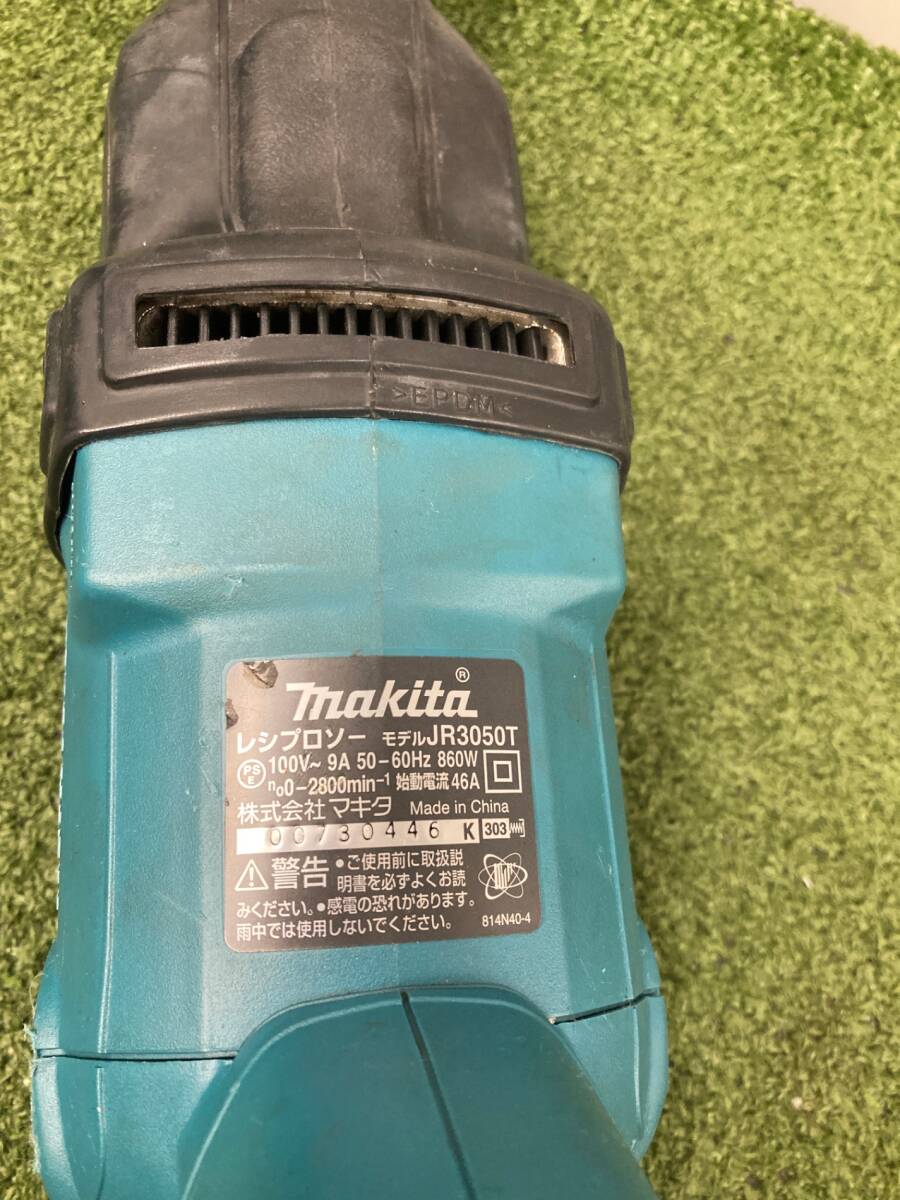 >EPDM<
makita®
レシプロソー モデルJR3050T
PS E 100V~ 9A 50-60Hz 860W
n₀0-2800min⁻¹ 始動電流46A
株式会社マキタ Made in China
00730446 K 303
警告 •ご使用前に取扱説
明書を必ずよくお読
みください。•感電の恐れがあります。
雨中では使用しないでください。 814N40-4